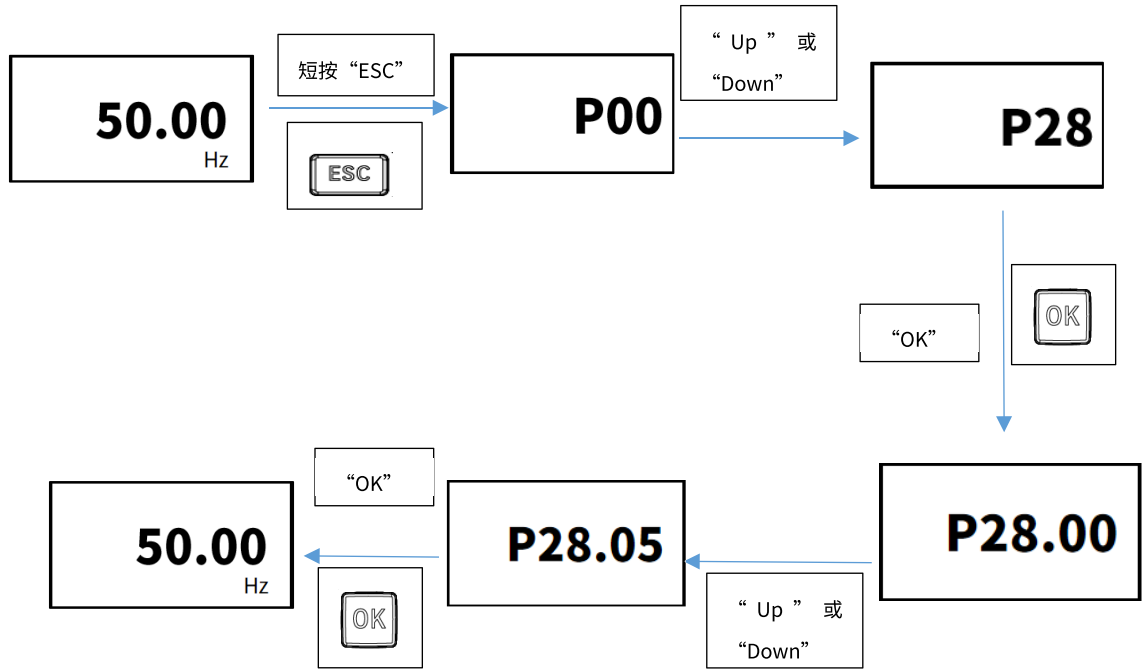 50.00
Hz
短按“ESC”
ESC
P00
“ Up ” 或
“Down”
P28
“OK”
OK
P28.00
“ Up ” 或
“Down”
P28.05
“OK”
OK
50.00
Hz